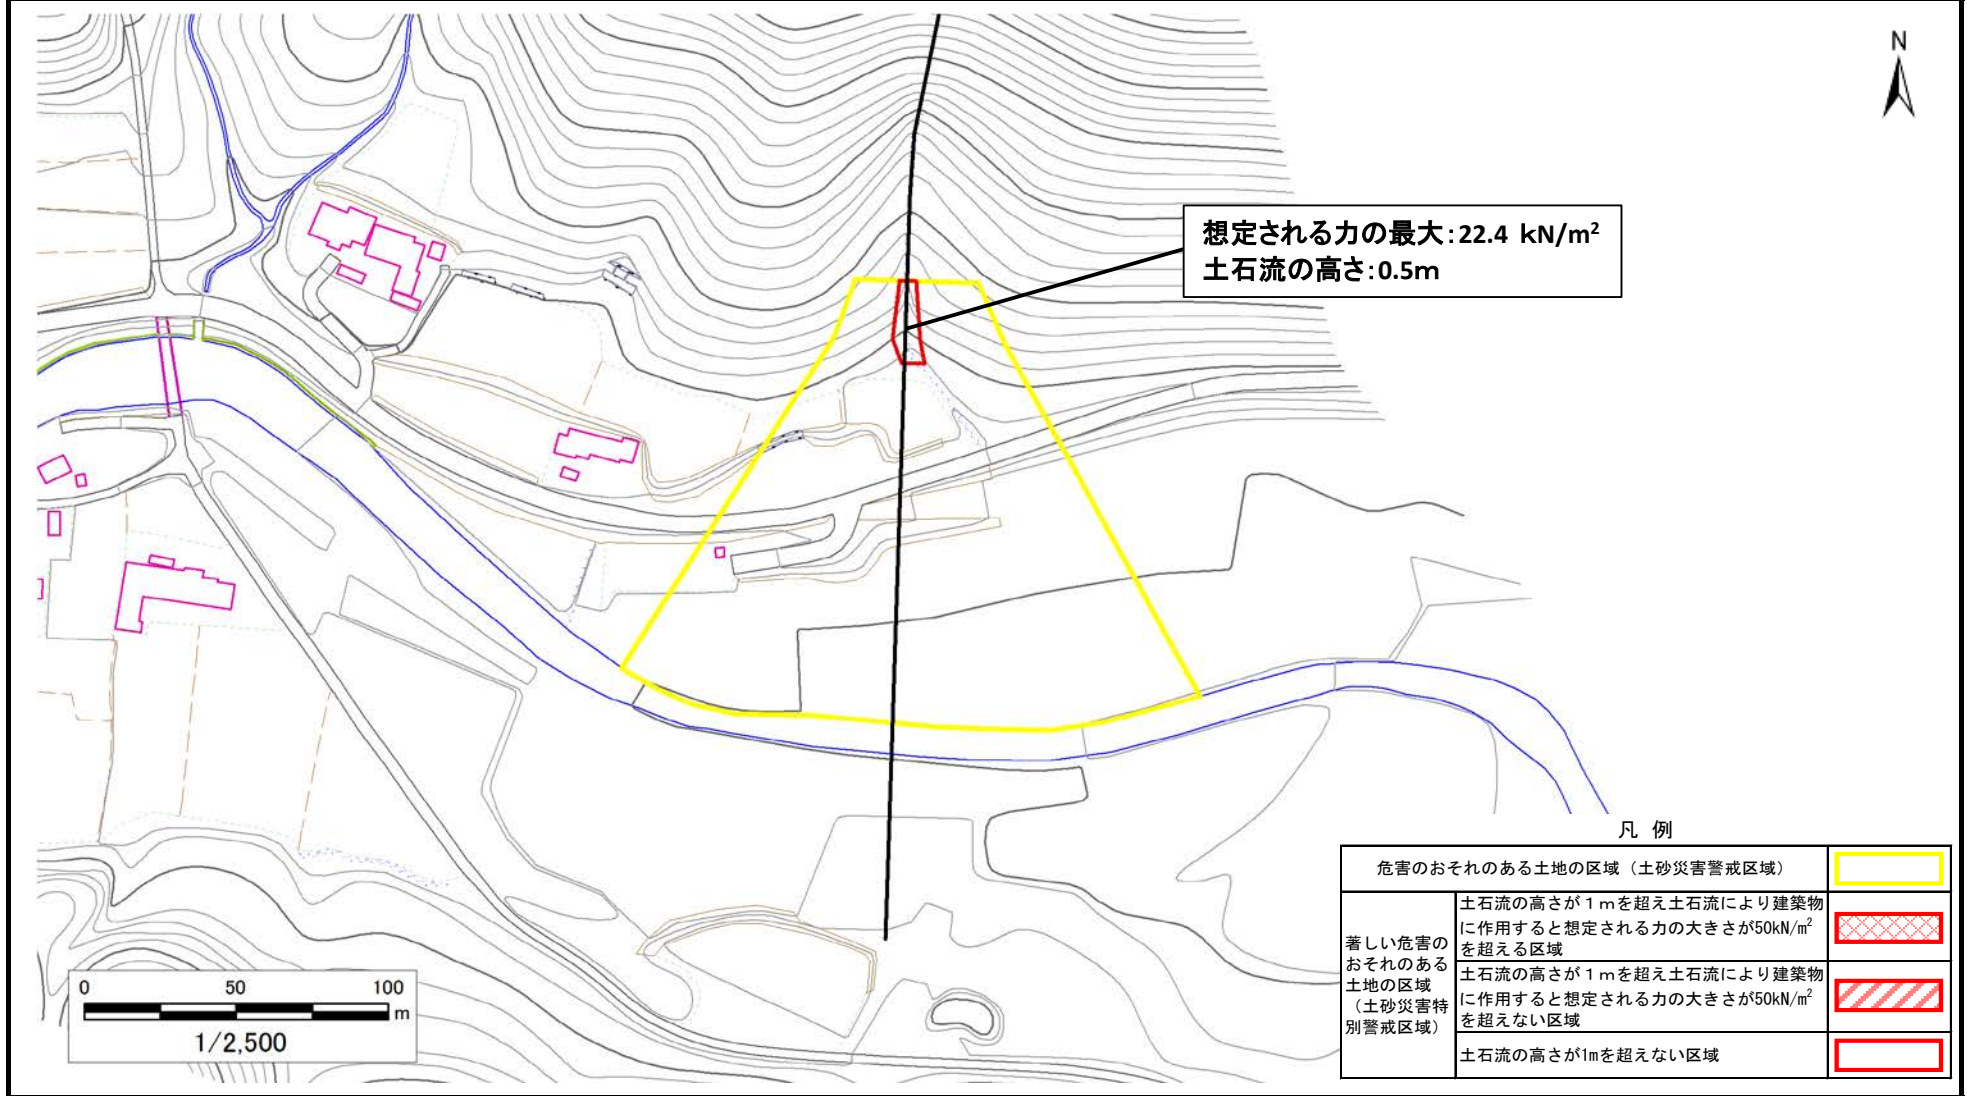 N
想定される力の最大:22.4 kN/m²
土石流の高さ:0.5m
凡 例
危害のおそれのある土地の区域（土砂災害警戒区域）
著しい危害の
おそれのある
土地の区域
（土砂災害特
別警戒区域）
土石流の高さが１ｍを超え土石流により建築物
に作用すると想定される力の大きさが50kN/m²
を超える区域
土石流の高さが１ｍを超え土石流により建築物
に作用すると想定される力の大きさが50kN/m²
を超えない区域
土石流の高さが1mを超えない区域
0 50 100
m
1/2,500